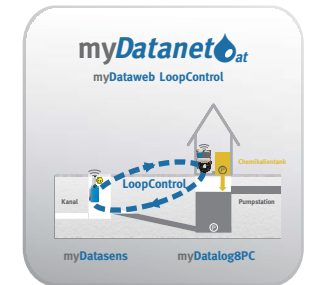 myDatanet at
myDataweb LoopControl
Chemikalientank
P
LoopControl
Kanal
Pumpstation
P
myDatasens
myDatalog8PC